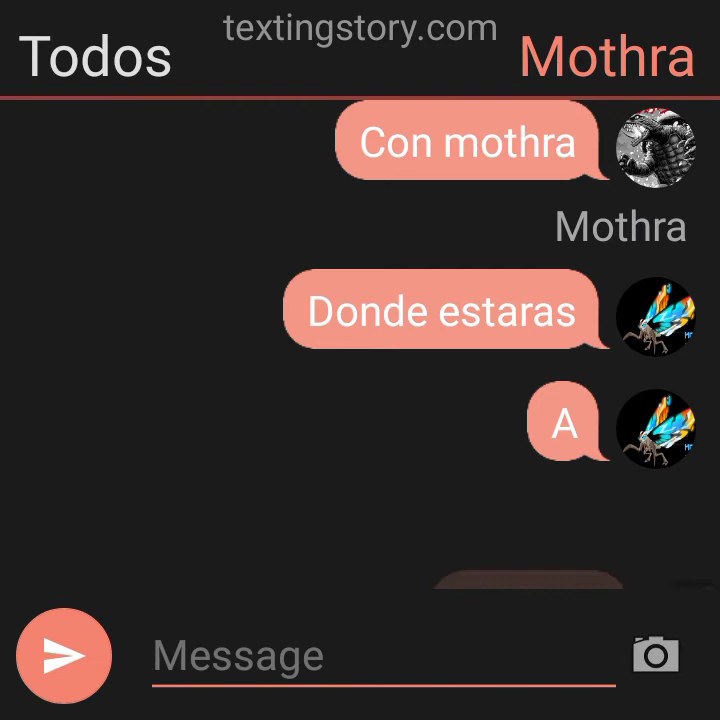 textingstory.com
Todos
Mothra
Con mothra
Mothra
Donde estaras
A
Message